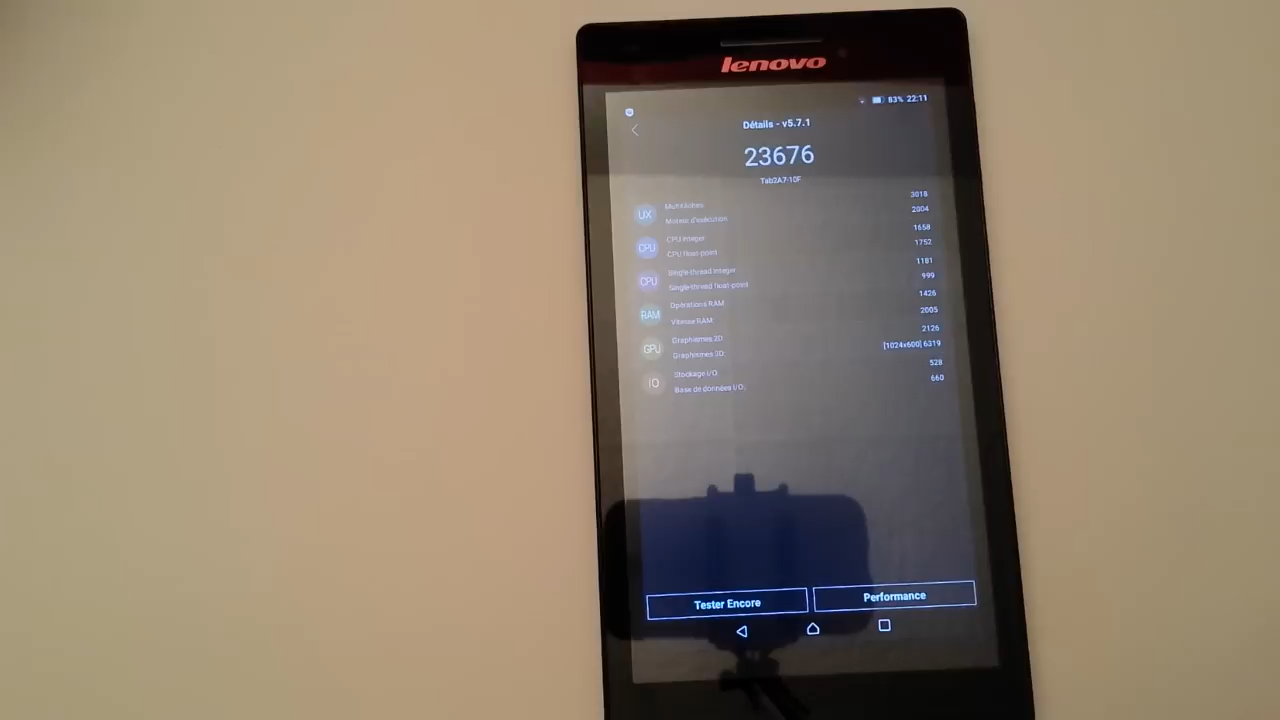 lenovo
83% 22:11
Détails - v5.7.1
23676
Tab2A7-10F
UX
Multitâches 3018
Moteur d'exécution 2004
CPU
CPU integer 1658
CPU float-point 1752
CPU
Single-thread integer 1181
Single-thread float-point 999
RAM
Opérations RAM 1426
Vitesse RAM: 2005
GPU
Graphismes 2D 2126
Graphismes 3D: [1024x600] 6319
IO
Stockage I/O 528
Base de données I/O: 660
Tester Encore
Performance